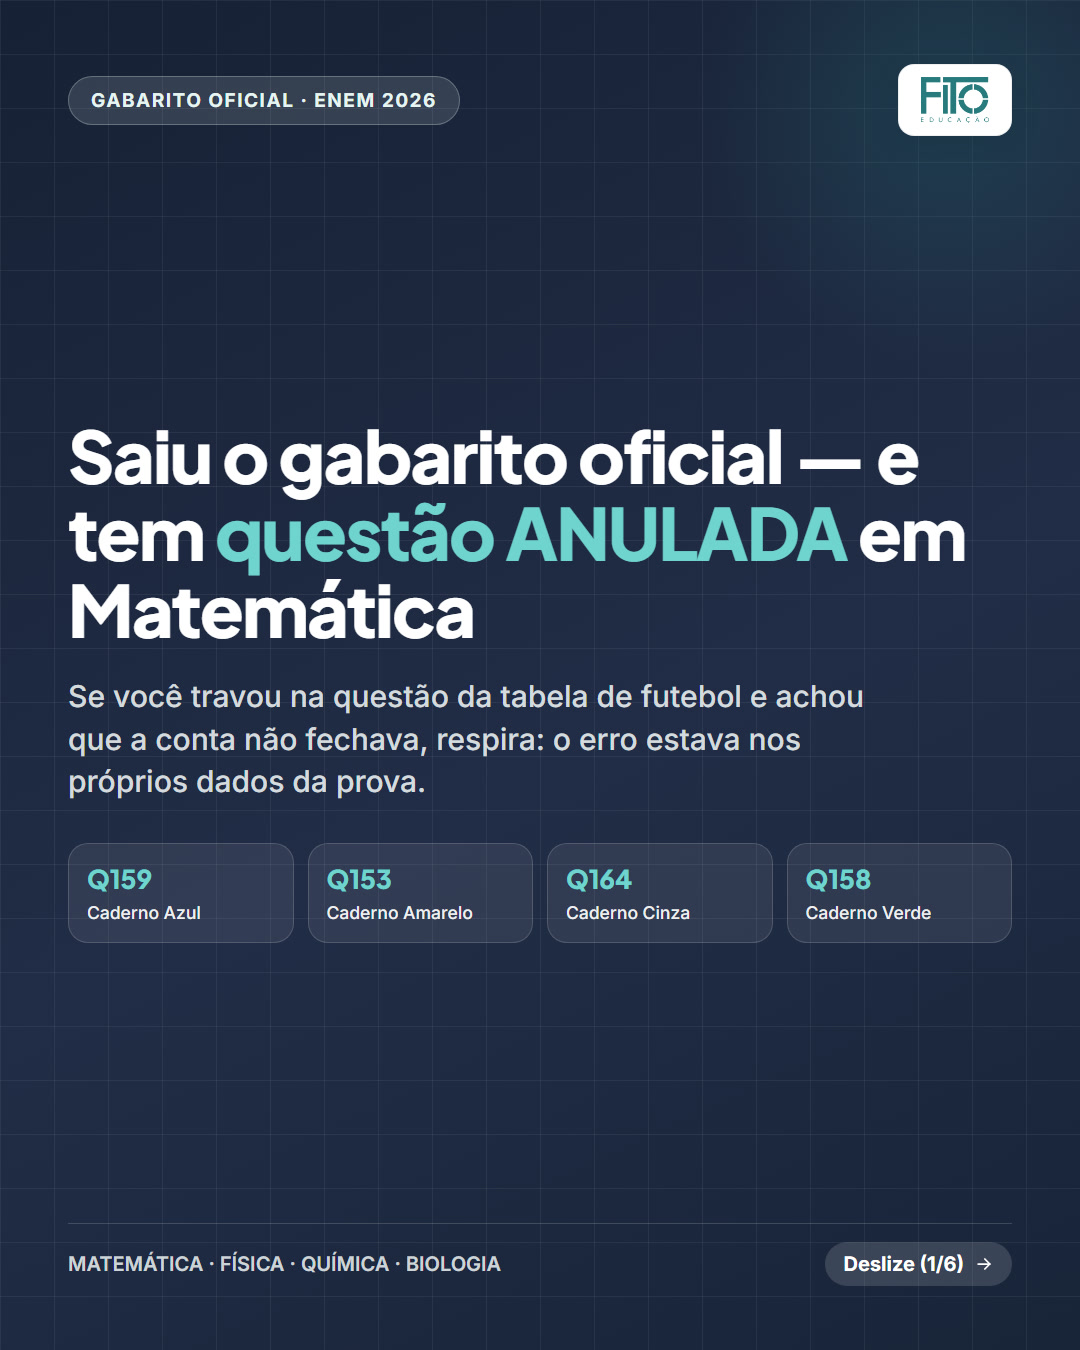 GABARITO OFICIAL · ENEM 2026
FiTO
EDUCAÇÃO
Saiu o gabarito oficial — e
tem questão ANULADA em
Matemática
Se você travou na questão da tabela de futebol e achou
que a conta não fechava, respira: o erro estava nos
próprios dados da prova.
Q159
Caderno Azul
Q153
Caderno Amarelo
Q164
Caderno Cinza
Q158
Caderno Verde
MATEMÁTICA · FÍSICA · QUÍMICA · BIOLOGIA
Deslize (1/6) →